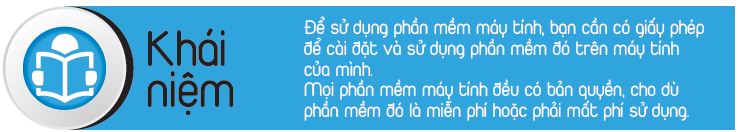 Khái
niệm
Để sử dụng phần mềm máy tính, bạn cần có giấy phép
để cài đặt và sử dụng phần mềm đó trên máy tính
của mình.
Mọi phần mềm máy tính đều có bản quyền, cho dù
phần mềm đó là miễn phí hoặc phải mất phí sử dụng.